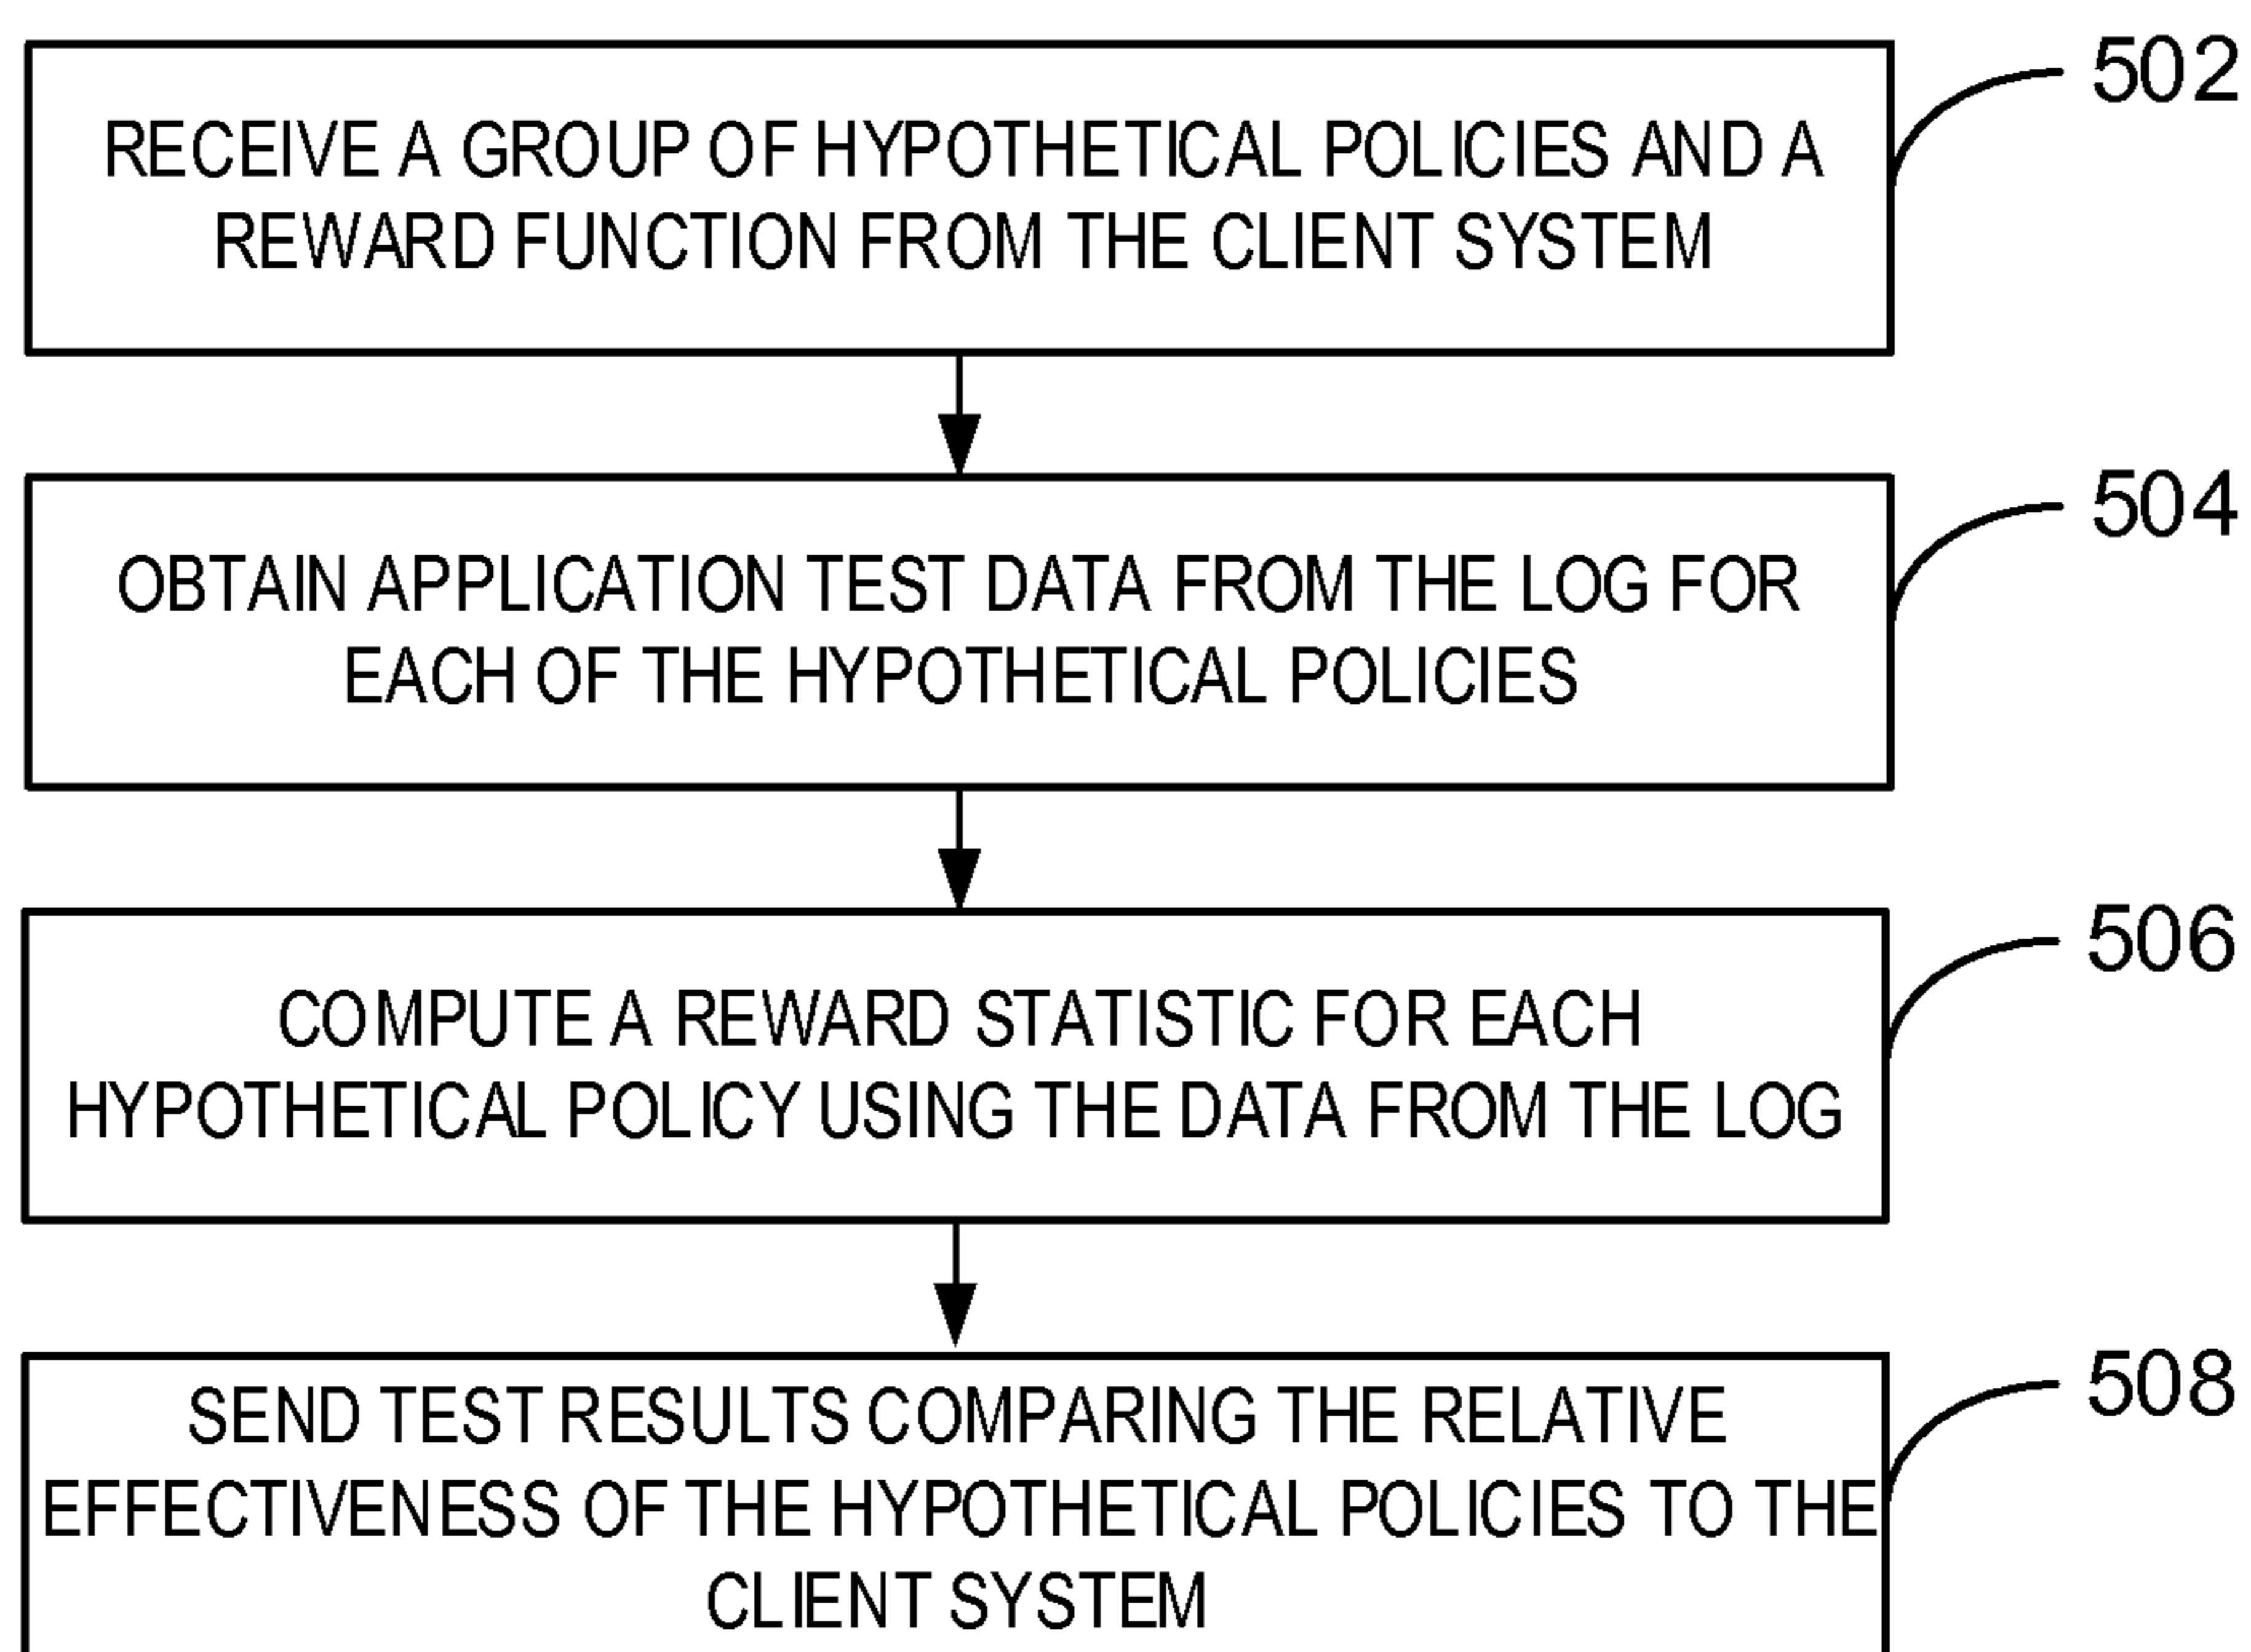 502
RECEIVE A GROUP OF HYPOTHETICAL POLICIES AND A
REWARD FUNCTION FROM THE CLIENT SYSTEM
504
OBTAIN APPLICATION TEST DATA FROM THE LOG FOR
EACH OF THE HYPOTHETICAL POLICIES
506
COMPUTE A REWARD STATISTIC FOR EACH
HYPOTHETICAL POLICY USING THE DATA FROM THE LOG
508
SEND TEST RESULTS COMPARING THE RELATIVE
EFFECTIVENESS OF THE HYPOTHETICAL POLICIES TO THE
CLIENT SYSTEM